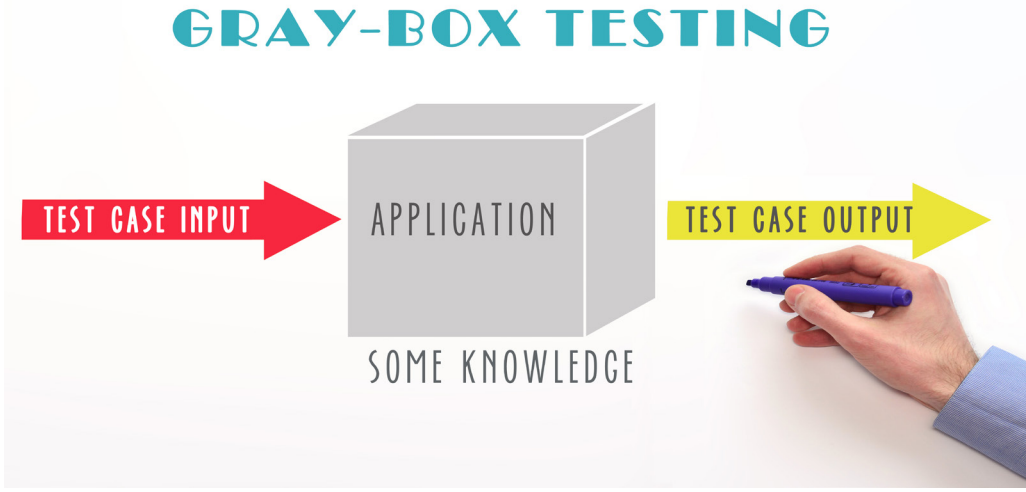 GRAY-BOX TESTING
TEST CASE INPUT
APPLICATION
TEST CASE OUTPUT
SOME KNOWLEDGE